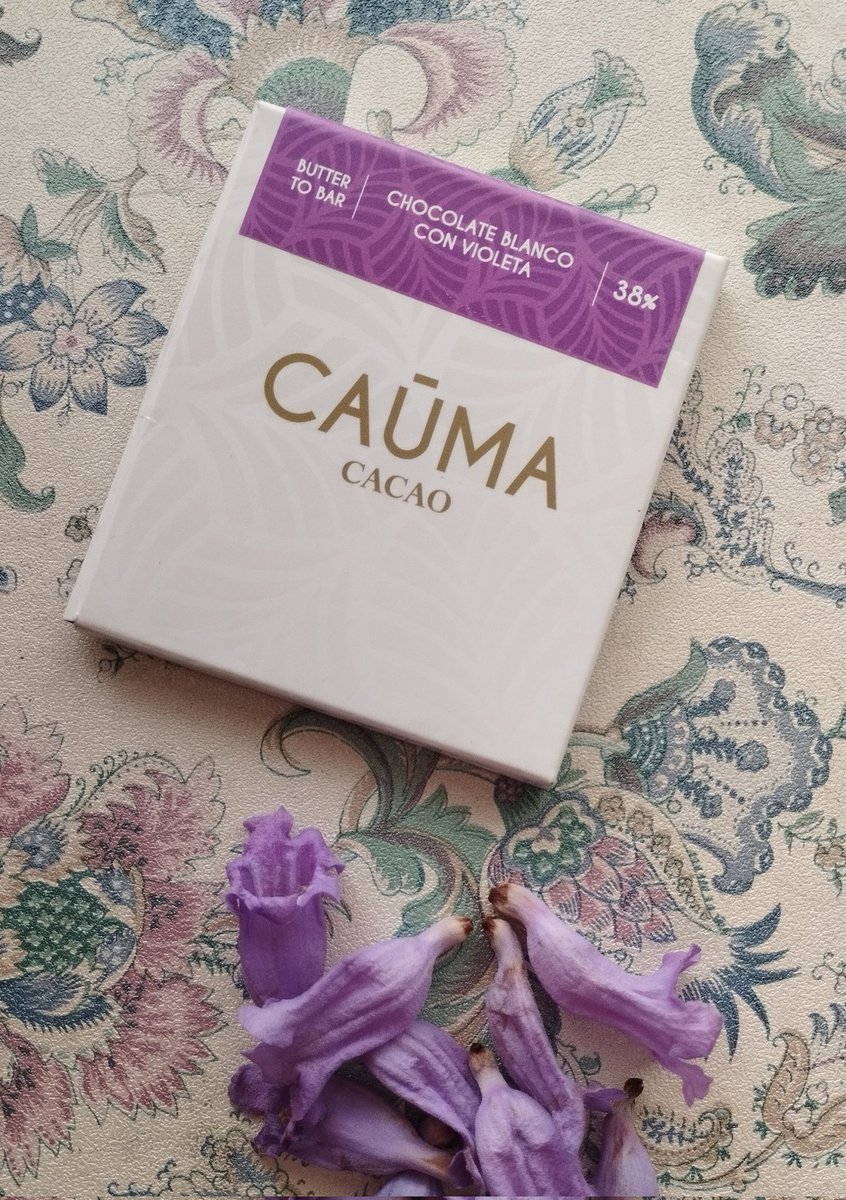 BUTTER
TO BAR
CHOCOLATE BLANCO
CON VIOLETA
38%
CAŪMA
CACAO